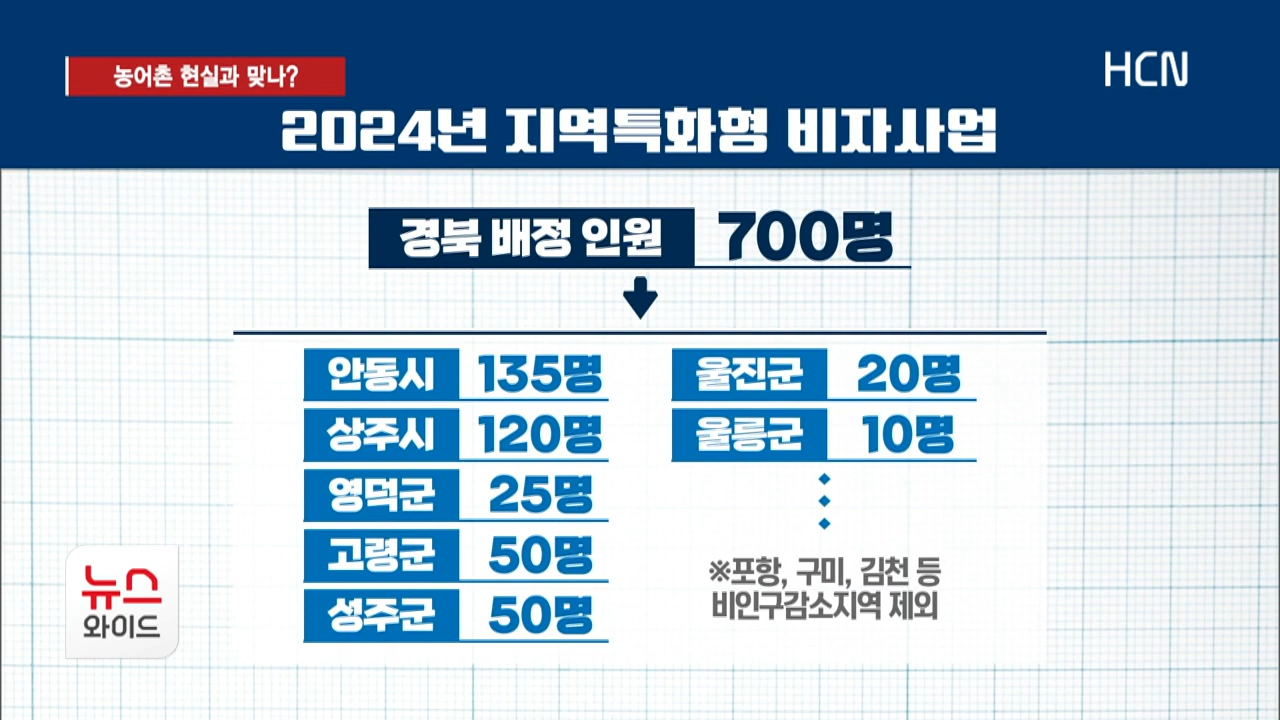 농어촌 현실과 맞나?
HCN
2024년 지역특화형 비자사업
경북 배정 인원 700명
안동시 135명
상주시 120명
영덕군 25명
고령군 50명
성주군 50명
울진군 20명
울릉군 10명
※포항, 구미, 김천 등
비인구감소지역 제외
뉴스
와이드